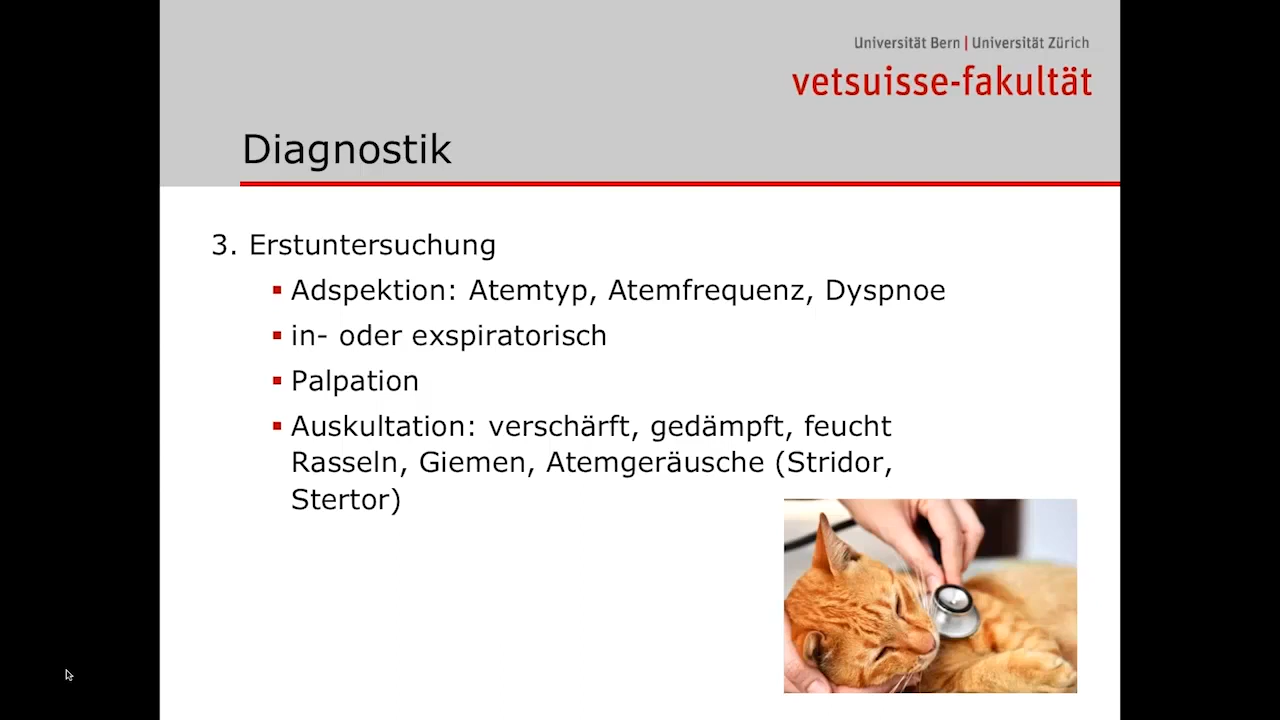 Universität Bern | Universität Zürich
vetsuisse-fakultät
Diagnostik
3. Erstuntersuchung
▪ Adspektion: Atemtyp, Atemfrequenz, Dyspnoe
▪ in- oder exspiratorisch
▪ Palpation
▪ Auskultation: verschärft, gedämpft, feucht
Rasseln, Giemen, Atemgeräusche (Stridor,
Stertor)